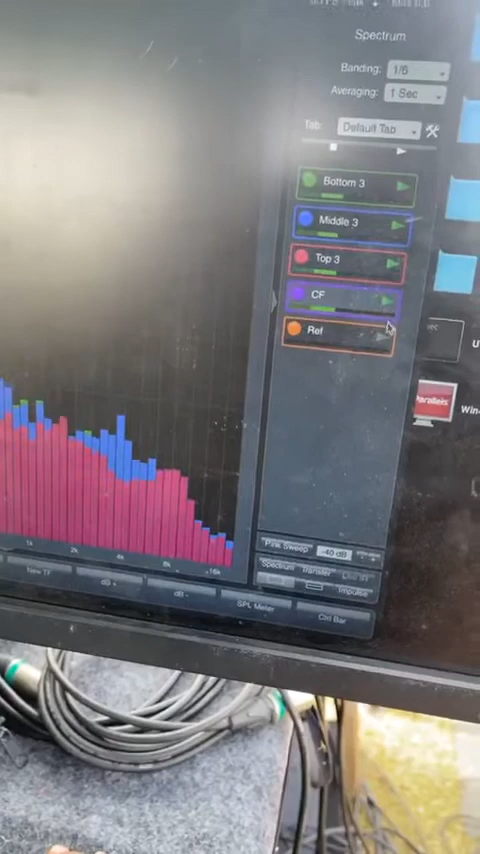 Spectrum
Banding: 1/6
Averaging: 1 Sec
Tab: Default Tab
Bottom 3
Middle 3
Top 3
CF
Ref
sec
Parallels
1k 2k 4k 8k 16k
Pink Sweep -40 dB
Spectrum Transfer
Impulse
New TF
dB +
dB -
SPL Meter
Ctrl Bar